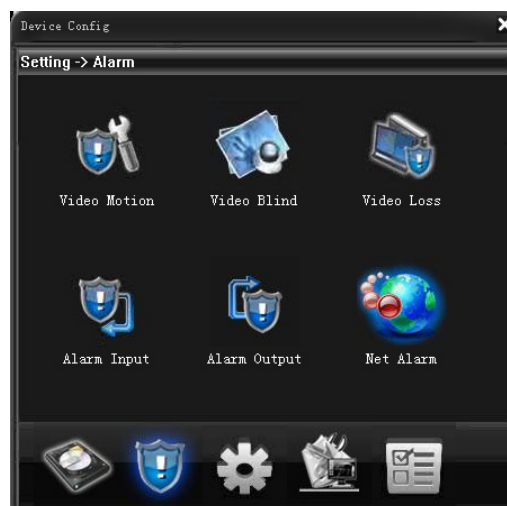 Device Config
Setting -> Alarm
Video Motion Video Blind Video Loss
Alarm Input Alarm Output Net Alarm